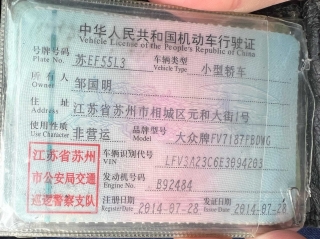 中华人民共和国机动车行驶证
Vehicle License of the People's Republic of China
号牌号码 Plate No. 苏EF55L3 车辆类型 Vehicle Type 小型轿车
所有人 Owner 邹国明
住址 Address 江苏省苏州市相城区元和大街1号
使用性质 Use Character 非营运 品牌型号 Model 大众牌FV7187FBDWG
江苏省苏州市公安局交通巡逻警察支队
车辆识别代号 VIN LFV3A23C6E3094203
发动机号码 Engine No. B92484
注册日期 Register Date 2014-07-28 发证日期 Issue Date 2014-07-28